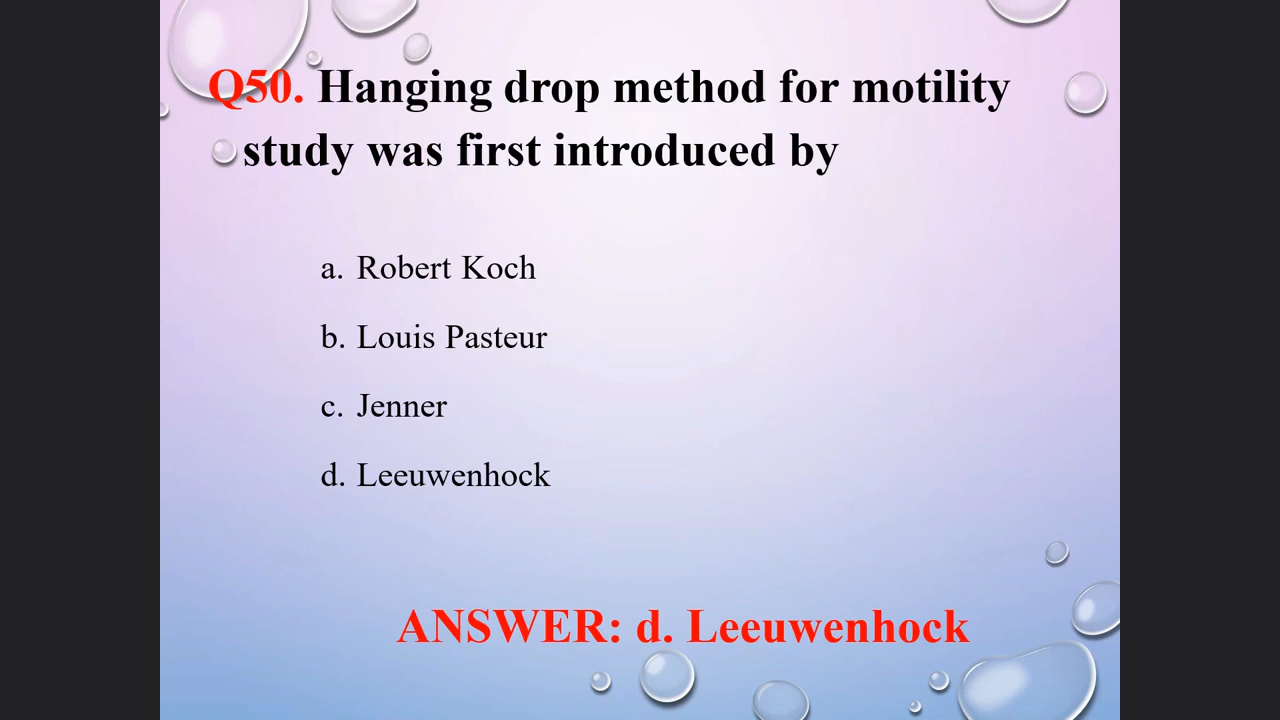 Q50. Hanging drop method for motility
study was first introduced by
a. Robert Koch
b. Louis Pasteur
c. Jenner
d. Leeuwenhock
ANSWER: d. Leeuwenhock